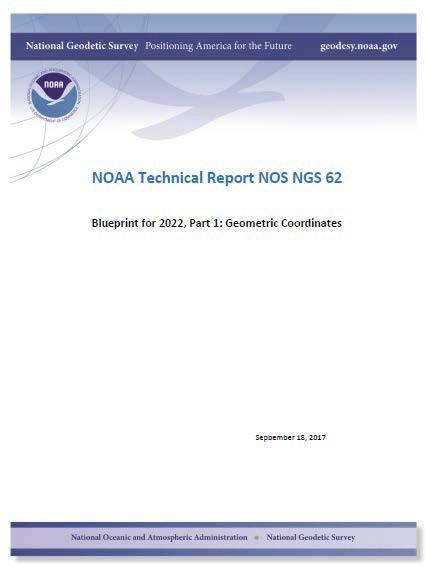 National Geodetic Survey Positioning America for the Future geodesy.noaa.gov
NOAA
NOAA Technical Report NOS NGS 62
Blueprint for 2022, Part 1: Geometric Coordinates
September 18, 2017
National Oceanic and Atmospheric Administration • National Geodetic Survey